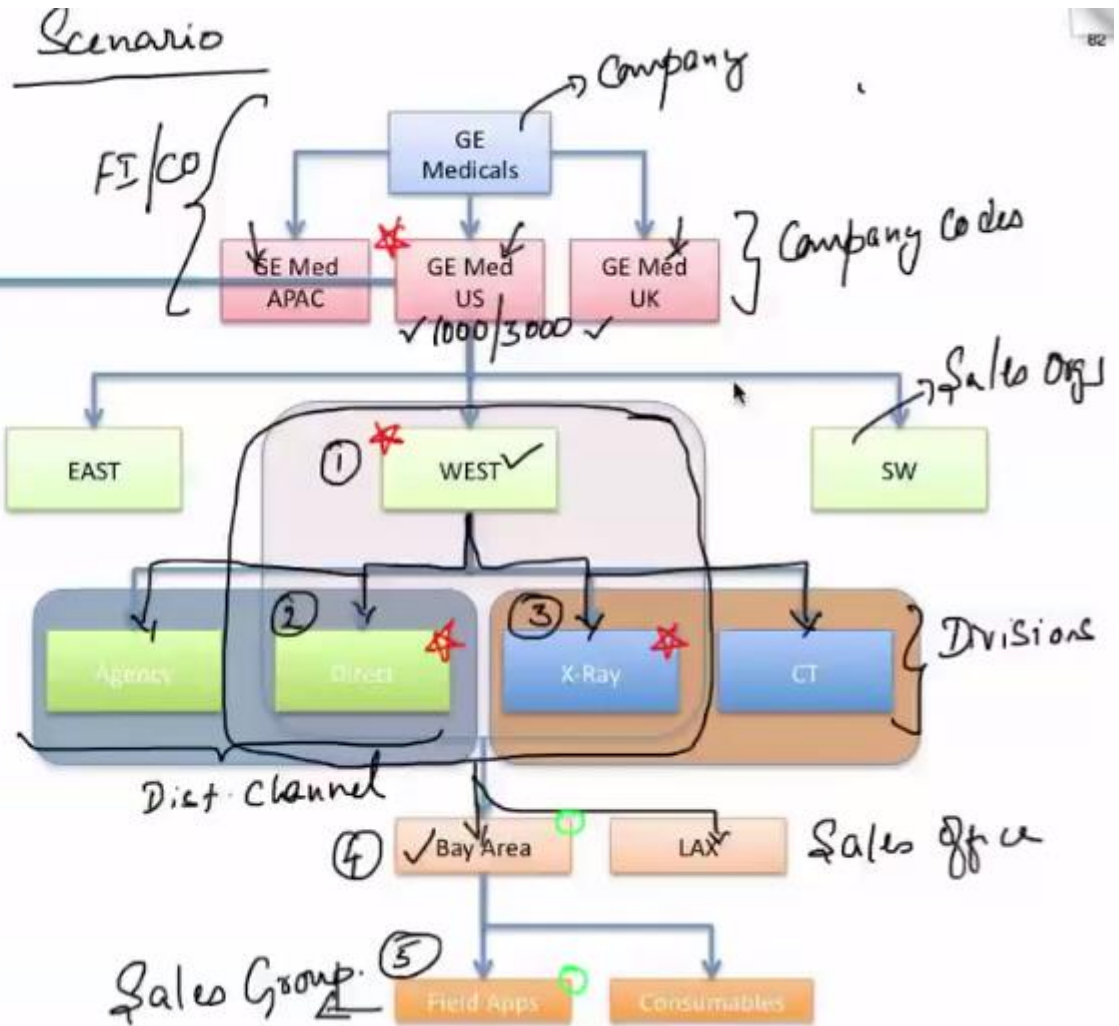 Scenario
82
Company
FI/CO
GE
Medicals
GE Med
APAC
GE Med
US
GE Med
UK
Company Codes
1000/3000
Sales Orgs
EAST
1
WEST
SW
2
3
Agency
Direct
X-Ray
CT
Divisions
Dist. Channel
4
Bay Area
LAX
Sales Office
Sales Group.
5
Field Apps
Consumables